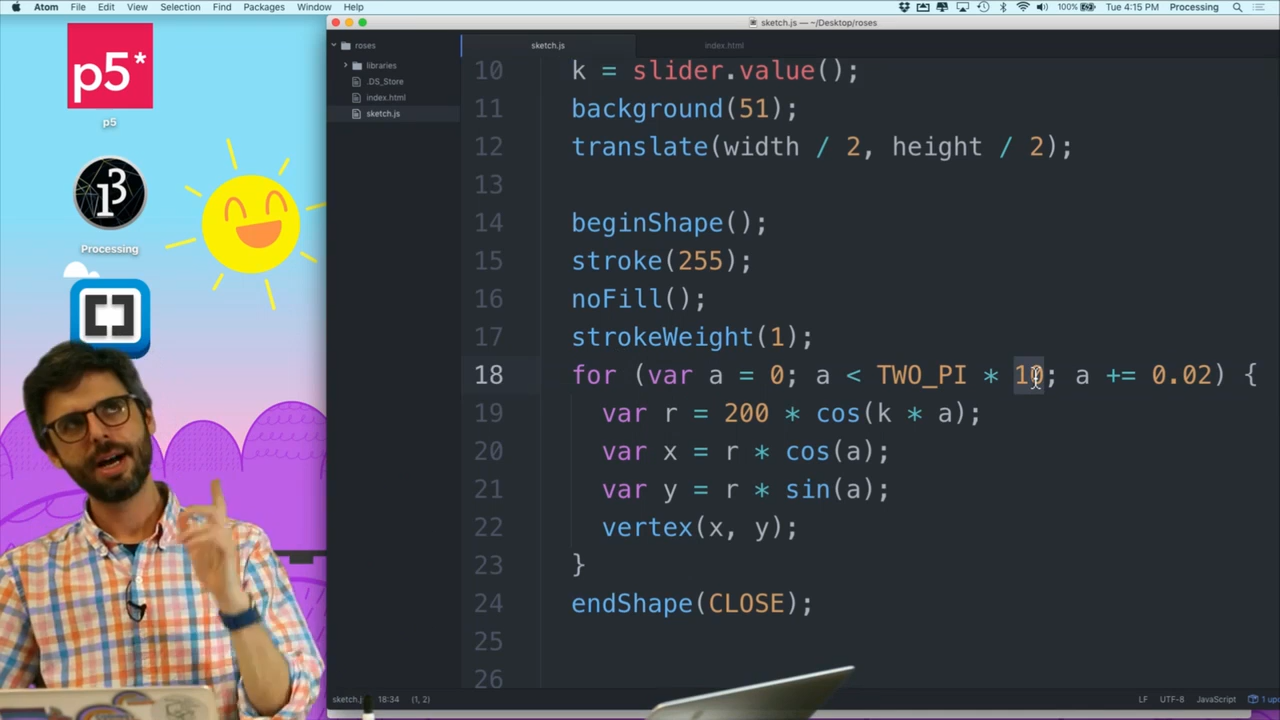 Atom File Edit View Selection Find Packages Window Help
100% Tue 4:15 PM Processing
sketch.js — ~/Desktop/roses
p5*
p5
Processing
roses
libraries
.DS_Store
index.html
sketch.js
sketch.js index.html
10 k = slider.value();
11 background(51);
12 translate(width / 2, height / 2);
13
14 beginShape();
15 stroke(255);
16 noFill();
17 strokeWeight(1);
18 for (var a = 0; a < TWO_PI * 10; a += 0.02) {
19 var r = 200 * cos(k * a);
20 var x = r * cos(a);
21 var y = r * sin(a);
22 vertex(x, y);
23 }
24 endShape(CLOSE);
25
26
sketch.js 18:34 (1, 2) LF UTF-8 JavaScript